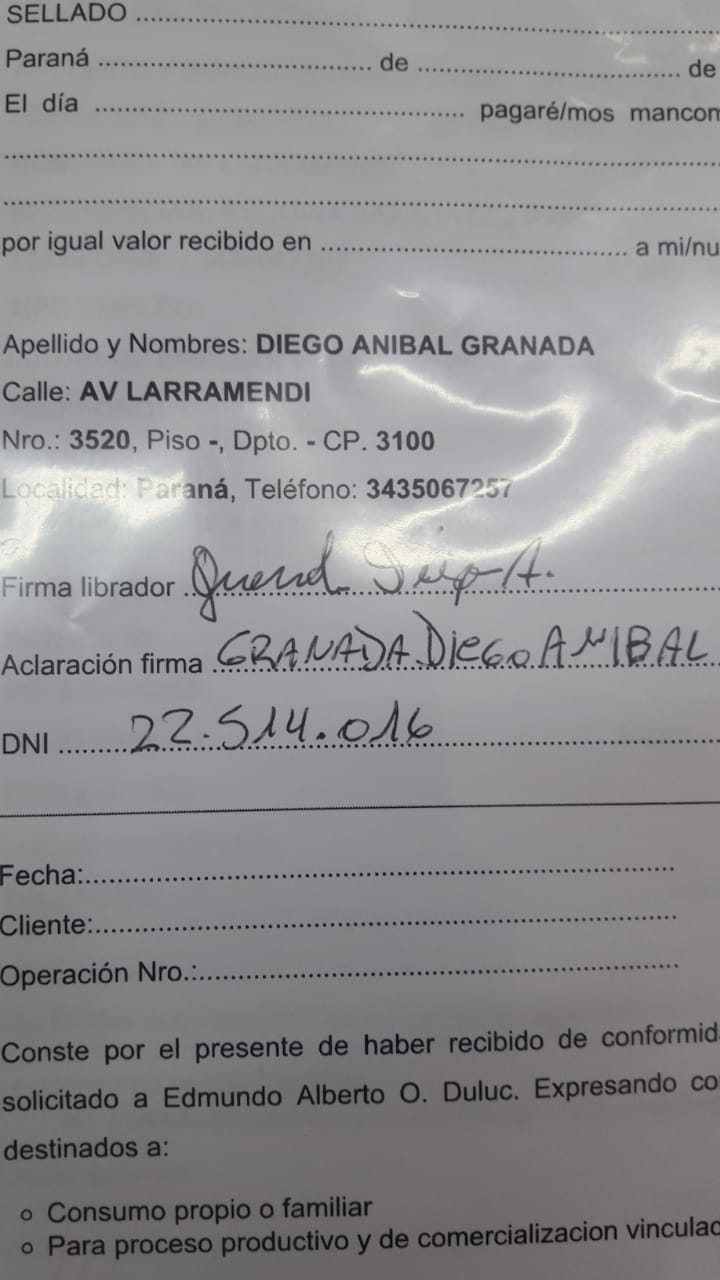 SELLADO ........................................................
Paraná .................................... de .................................... de
El día .................................................. pagaré/mos mancom
................................................................................
................................................................................
por igual valor recibido en .......................................... a mi/nu
Apellido y Nombres: DIEGO ANIBAL GRANADA
Calle: AV LARRAMENDI
Nro.: 3520, Piso -, Dpto. - CP. 3100
Localidad: Paraná, Teléfono: 3435067257
Firma librador ........................................
Aclaración firma GRANADA DIEGO ANIBAL
DNI ......... 22.514.016
Fecha:................................................................
Cliente:................................................................
Operación Nro.:................................................................
Conste por el presente de haber recibido de conformida
solicitado a Edmundo Alberto O. Duluc. Expresando co
destinados a:
o Consumo propio o familiar
o Para proceso productivo y de comercializacion vinculad